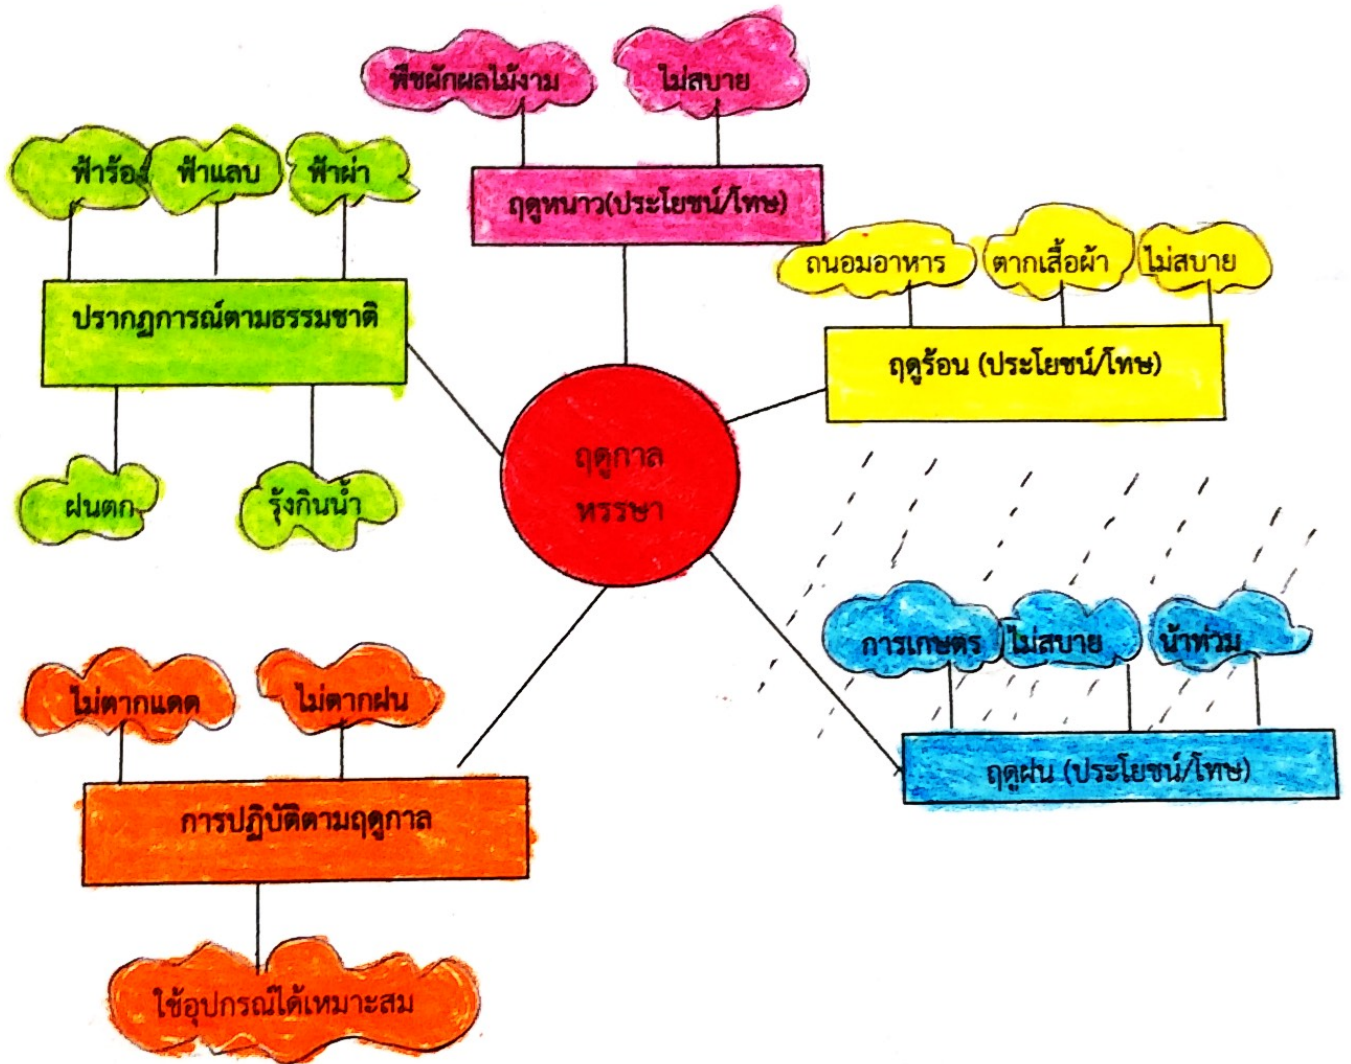 พืชผักผลไม้งาม
ไม่สบาย
ฤดูหนาว(ประโยชน์/โทษ)
ฟ้าร้อง
ฟ้าแลบ
ฟ้าผ่า
ปรากฏการณ์ตามธรรมชาติ
ฝนตก
รุ้งกินน้ำ
ถนอมอาหาร
ตากเสื้อผ้า
ไม่สบาย
ฤดูร้อน (ประโยชน์/โทษ)
ฤดูกาล
หรรษา
การเกษตร
ไม่สบาย
น้ำท่วม
ฤดูฝน (ประโยชน์/โทษ)
ไม่ตากแดด
ไม่ตากฝน
การปฏิบัติตามฤดูกาล
ใช้อุปกรณ์ได้เหมาะสม